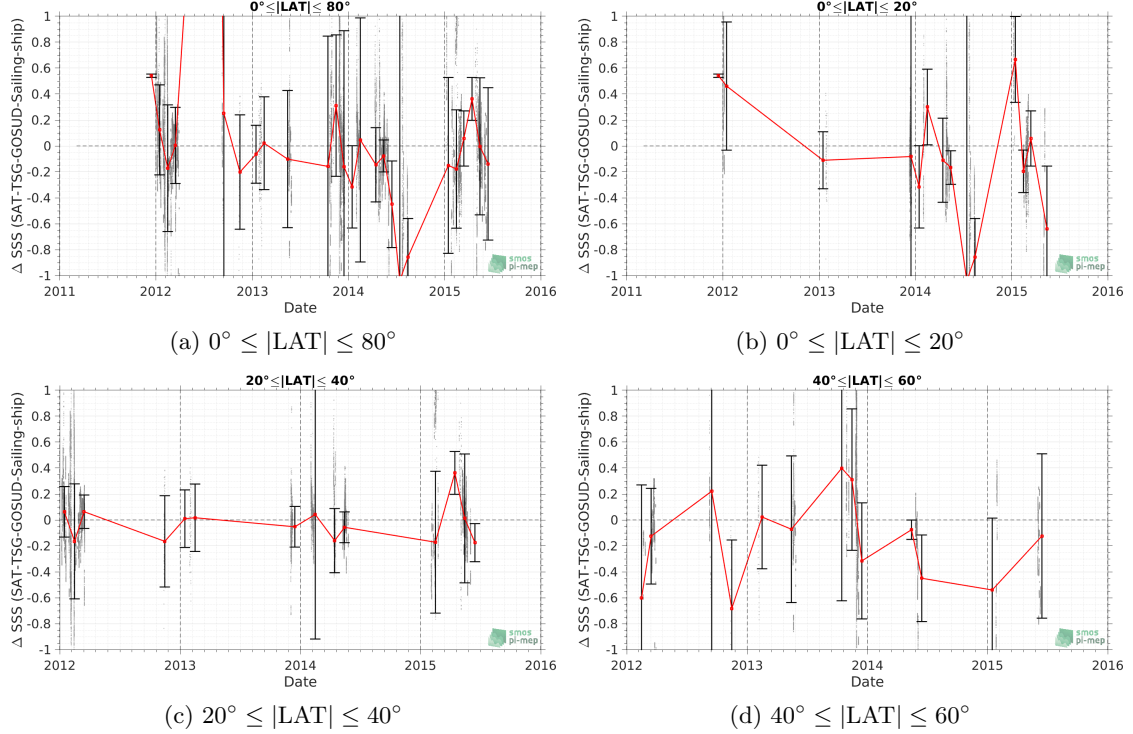 0°≤|LAT|≤ 80°
Δ SSS (SAT-TSG-GOSUD-Sailing-ship)
1
0.8
0.6
0.4
0.2
0
-0.2
-0.4
-0.6
-0.8
-1
2011 2012 2013 2014 2015 2016
Date
smos
pi-mep
(a) 0° ≤ |LAT| ≤ 80°
0°≤|LAT|≤ 20°
Δ SSS (SAT-TSG-GOSUD-Sailing-ship)
1
0.8
0.6
0.4
0.2
0
-0.2
-0.4
-0.6
-0.8
-1
2011 2012 2013 2014 2015 2016
Date
smos
pi-mep
(b) 0° ≤ |LAT| ≤ 20°
20°≤|LAT|≤ 40°
Δ SSS (SAT-TSG-GOSUD-Sailing-ship)
1
0.8
0.6
0.4
0.2
0
-0.2
-0.4
-0.6
-0.8
-1
2012 2013 2014 2015 2016
Date
smos
pi-mep
(c) 20° ≤ |LAT| ≤ 40°
40°≤|LAT|≤ 60°
Δ SSS (SAT-TSG-GOSUD-Sailing-ship)
1
0.8
0.6
0.4
0.2
0
-0.2
-0.4
-0.6
-0.8
-1
2012 2013 2014 2015 2016
Date
smos
pi-mep
(d) 40° ≤ |LAT| ≤ 60°